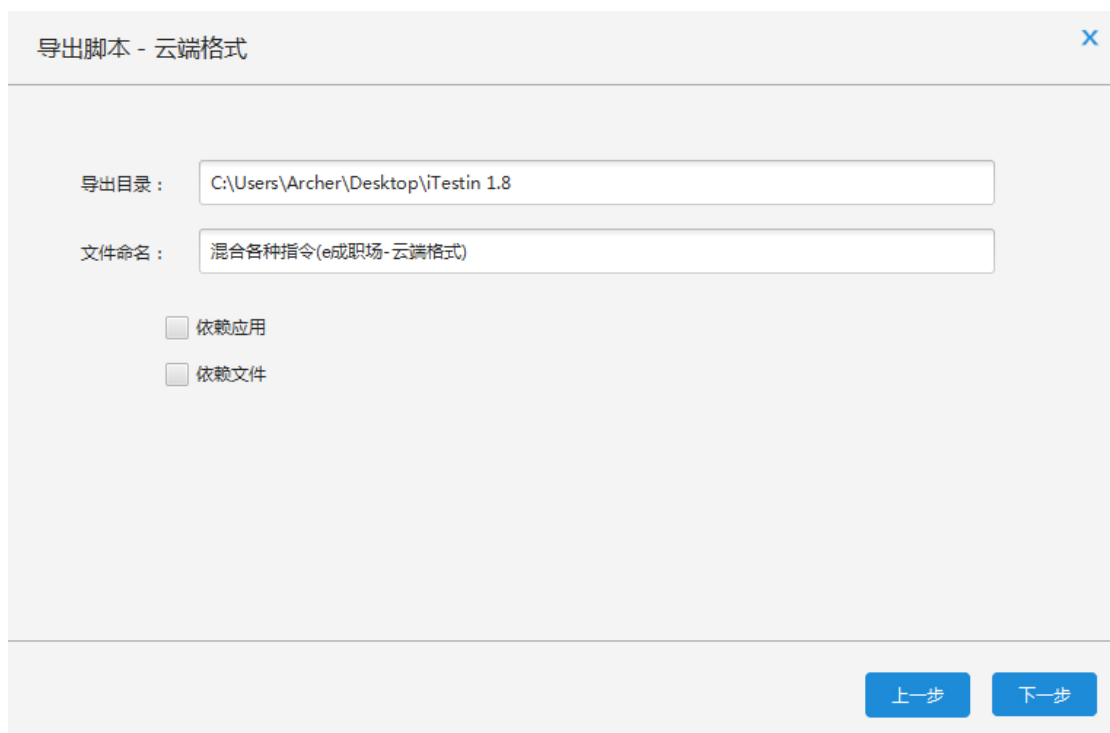 导出脚本 - 云端格式
X
导出目录： C:\Users\Archer\Desktop\iTestin 1.8
文件命名： 混合各种指令(e成职场-云端格式)
依赖应用
依赖文件
上一步 下一步